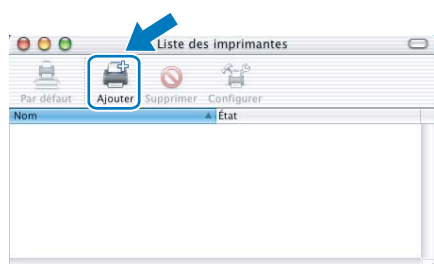 Liste des imprimantes
Par défaut Ajouter Supprimer Configurer
Nom État